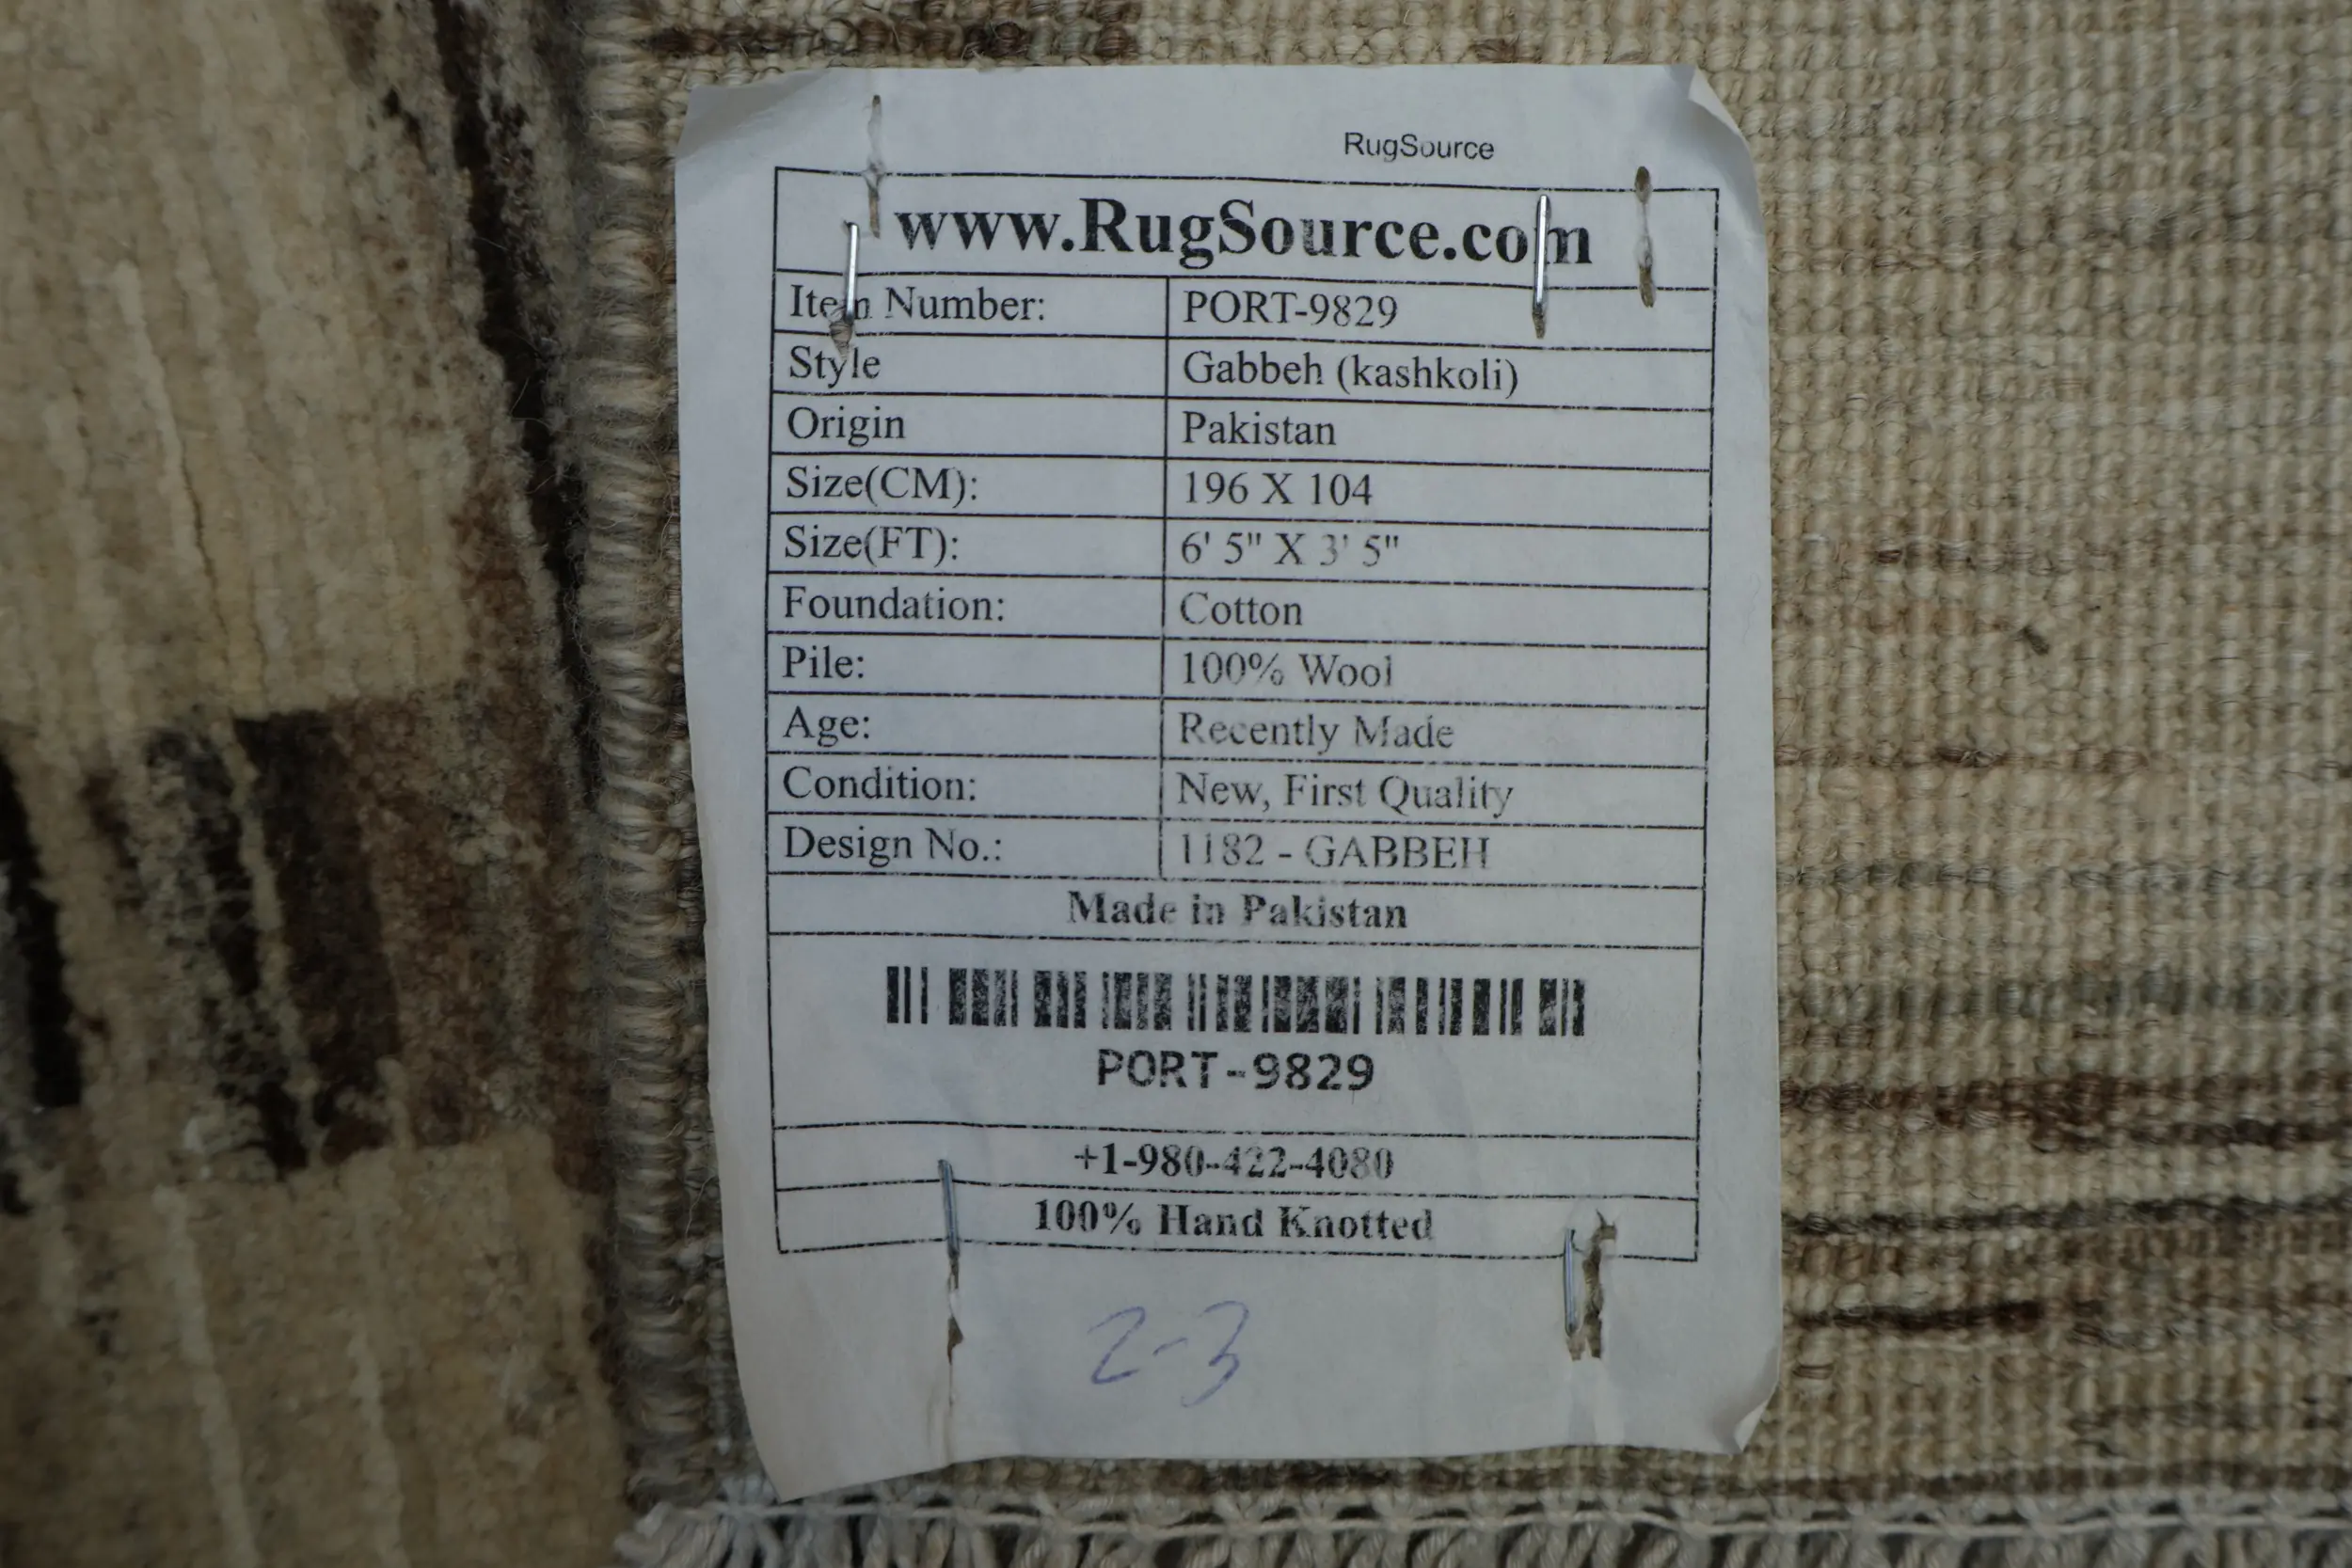 RugSource
www.RugSource.com
Item Number: PORT-9829
Style Gabbeh (kashkoli)
Origin Pakistan
Size(CM): 196 X 104
Size(FT): 6' 5" X 3' 5"
Foundation: Cotton
Pile: 100% Wool
Age: Recently Made
Condition: New, First Quality
Design No.: 1182 - GABBEH
Made in Pakistan
PORT-9829
+1-980-422-4080
100% Hand Knotted
2-3